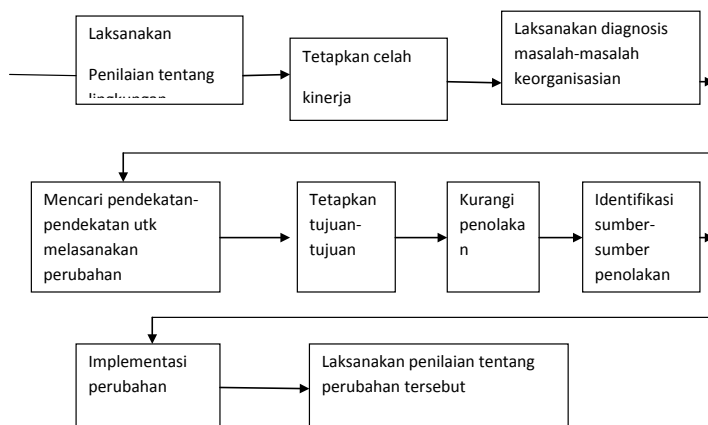 Laksanakan
Penilaian tentang
lingkungan
Tetapkan celah
kinerja
Laksanakan diagnosis
masalah-masalah
keorganisasian
Mencari pendekatan-
pendekatan utk
melasanakan
perubahan
Tetapkan
tujuan-
tujuan
Kurangi
penolaka
n
Identifikasi
sumber-
sumber
penolakan
Implementasi
perubahan
Laksanakan penilaian tentang
perubahan tersebut